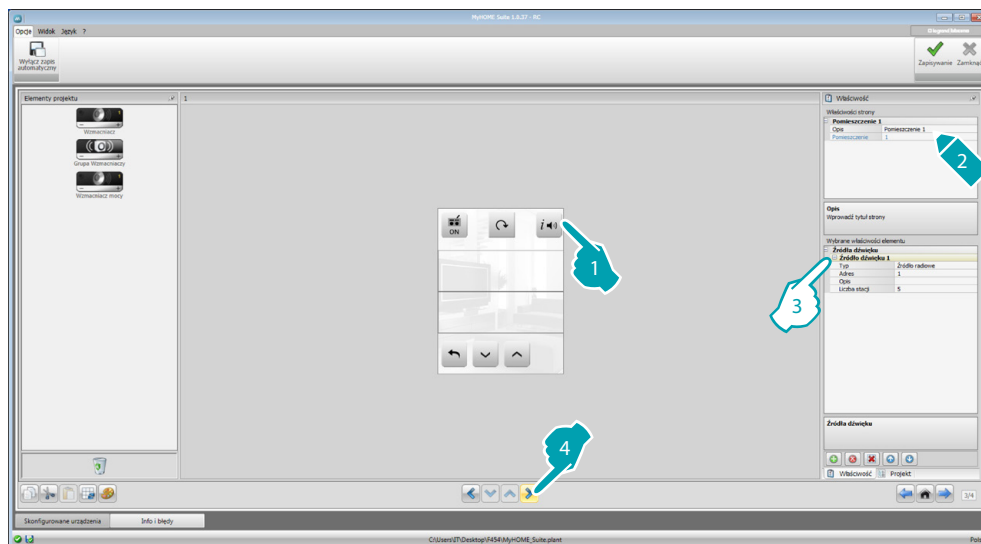 MyHOME Suite 1.0.37 - RC
Opcje Widok Język ?
Wyłącz zapis
automatyczny
Zapisywanie Zamknąć
Elementy projektu
Wzmacniacz
Grupa Wzmacniaczy
Wzmacniacz mocy
1
ON
i
1
2
3
4
Właściwość
Właściwości strony
Pomieszczenie 1
Opis Pomieszczenie 1
Pomieszczenie 1
Opis
Wprowadź tytuł strony
Wybrane właściwości elementu
Źródła dźwięku
Źródło dźwięku 1
Typ Źródło radiowe
Adres 1
Opis
Liczba stacji 5
Źródła dźwięku
Właściwość Projekt
3/4
Skonfigurowane urządzenia Info i błędy
C:\Users\IT\Desktop\F454\MyHOME_Suite.plant